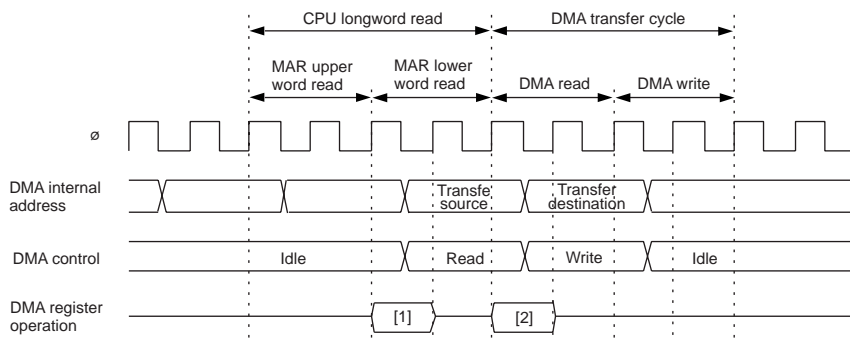 CPU longword read
DMA transfer cycle
MAR upper
word read
MAR lower
word read
DMA read
DMA write
ø
DMA internal
address
Transfe
source
Transfer
destination
DMA control
Idle
Read
Write
Idle
DMA register
operation
[1]
[2]